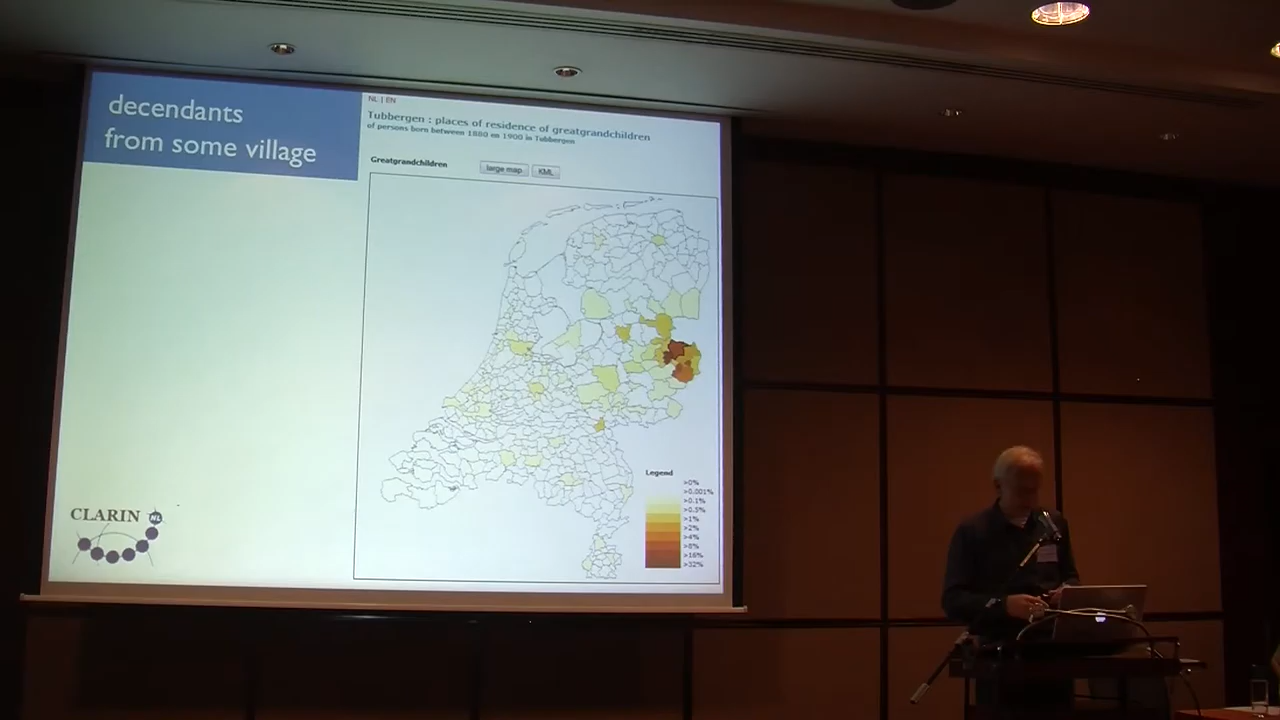 decendants
from some village
NL | EN
Tubbergen : places of residence of greatgrandchildren
of persons born between 1880 en 1900 in Tubbergen
Greatgrandchildren
large map
KML
Legend
>0%
>0.001%
>0.1%
>0.5%
>1%
>2%
>4%
>8%
>16%
>32%
CLARIN NL